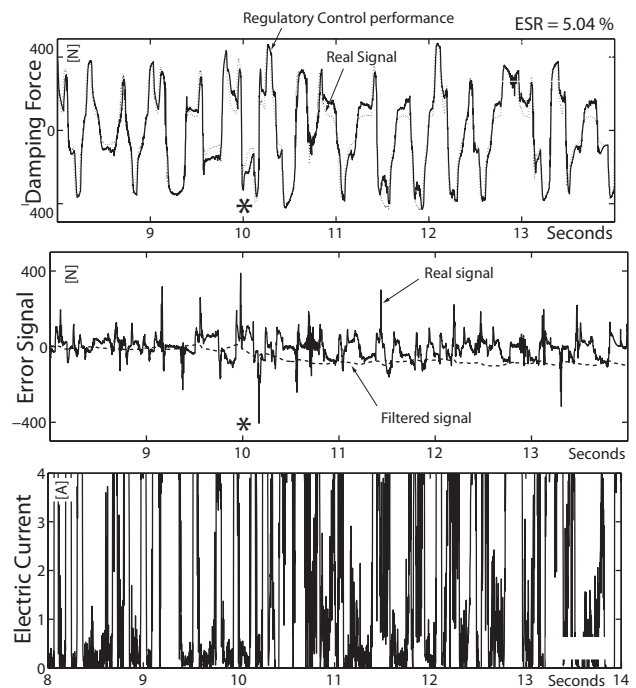 Regulatory Control performance
ESR = 5.04 %
400
[N]
Real Signal
Damping Force
0
400
*
9
10
11
12
13
Seconds
[N]
400
Real signal
Error Signal
0
−400
*
Filtered signal
9
10
11
12
13
Seconds
4
[A]
3
Electric Current
2
1
0
8
9
10
11
12
13
Seconds
14